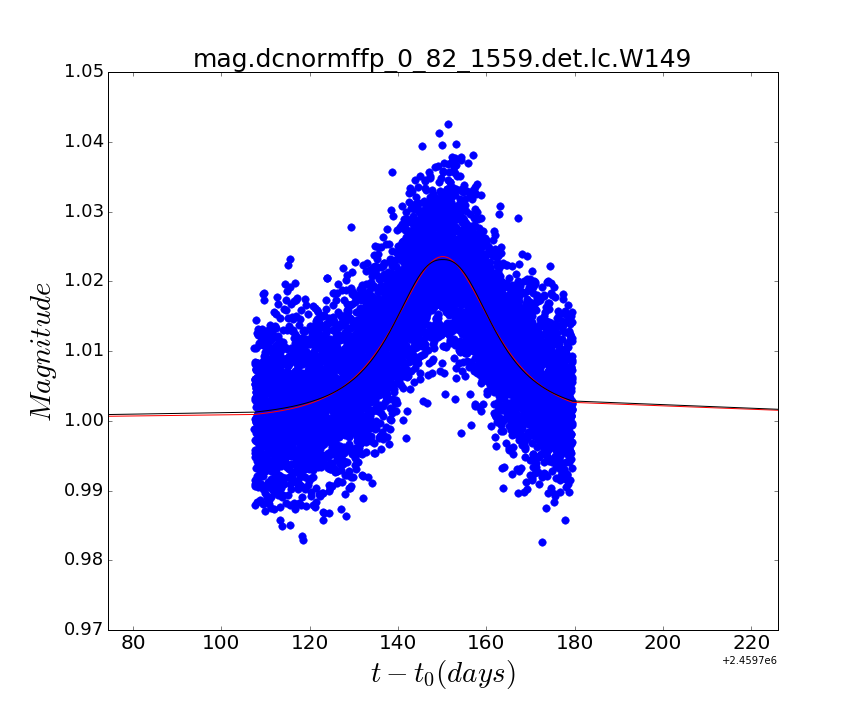 mag.dcnormffp_0_82_1559.det.lc.W149
1.05
1.04
1.03
1.02
1.01
1.00
0.99
0.98
0.97
Magnitude
80 100 120 140 160 180 200 220
+2.4597e6
t − t₀(days)